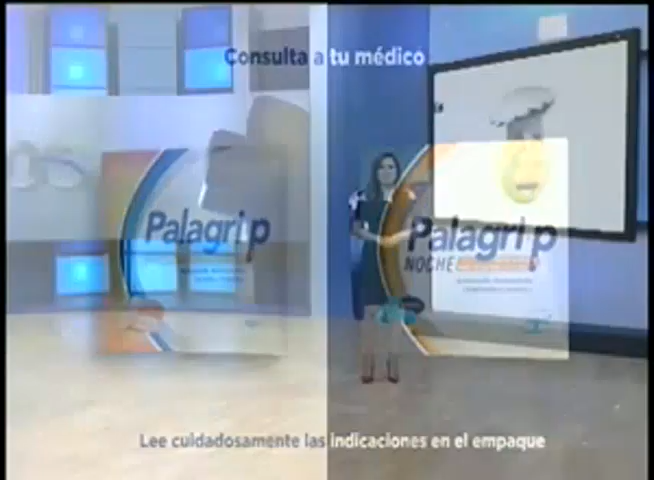 Consulta a tu médico
Palagrip
Palagrip
NOCHE
Lee cuidadosamente las indicaciones en el empaque